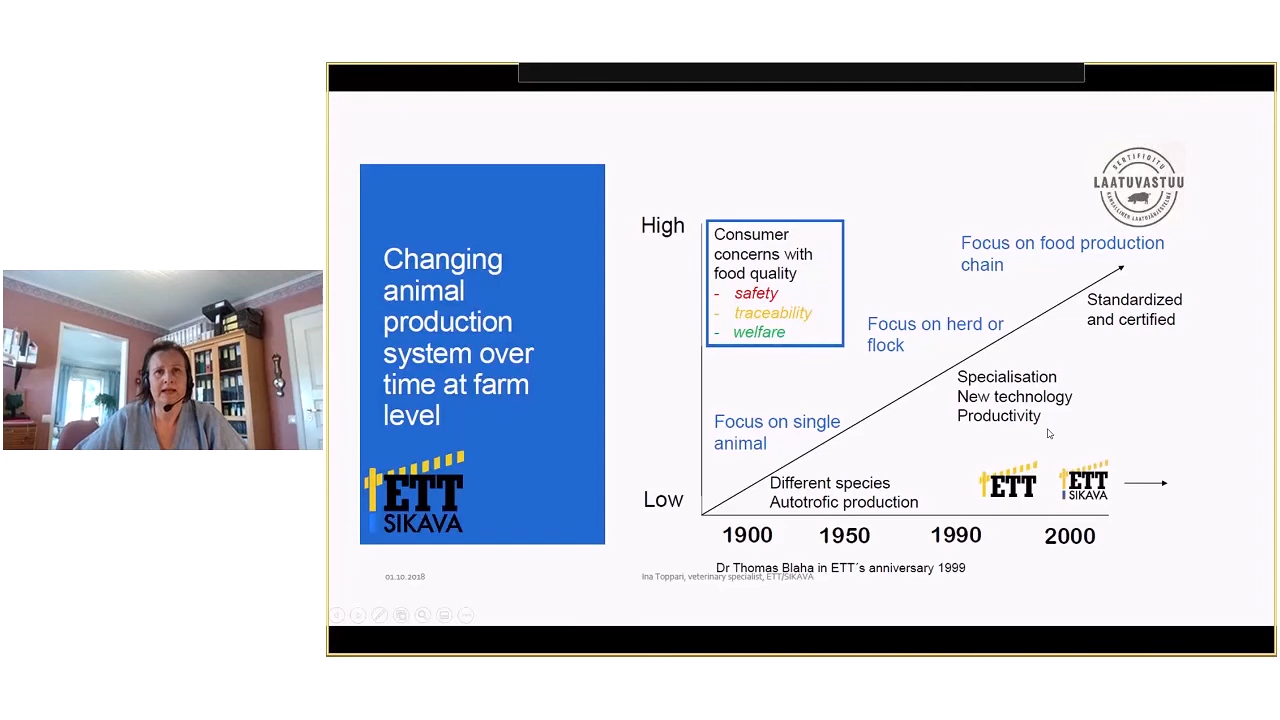 Changing
animal
production
system over
time at farm
level
ETT
SIKAVA
01.10.2018
High
Low
Consumer
concerns with
food quality
- safety
- traceability
- welfare
SERTIFIOITU
LAATUVASTUU
KANSALLINEN LAATUJÄRJESTELMÄ
Focus on food production
chain
Standardized
and certified
Focus on herd or
flock
Specialisation
New technology
Productivity
Focus on single
animal
Different species
Autotrofic production
ETT
ETT
SIKAVA
1900 1950 1990 2000
Dr Thomas Blaha in ETT´s anniversary 1999
Ina Toppari, veterinary specialist, ETT/SIKAVA